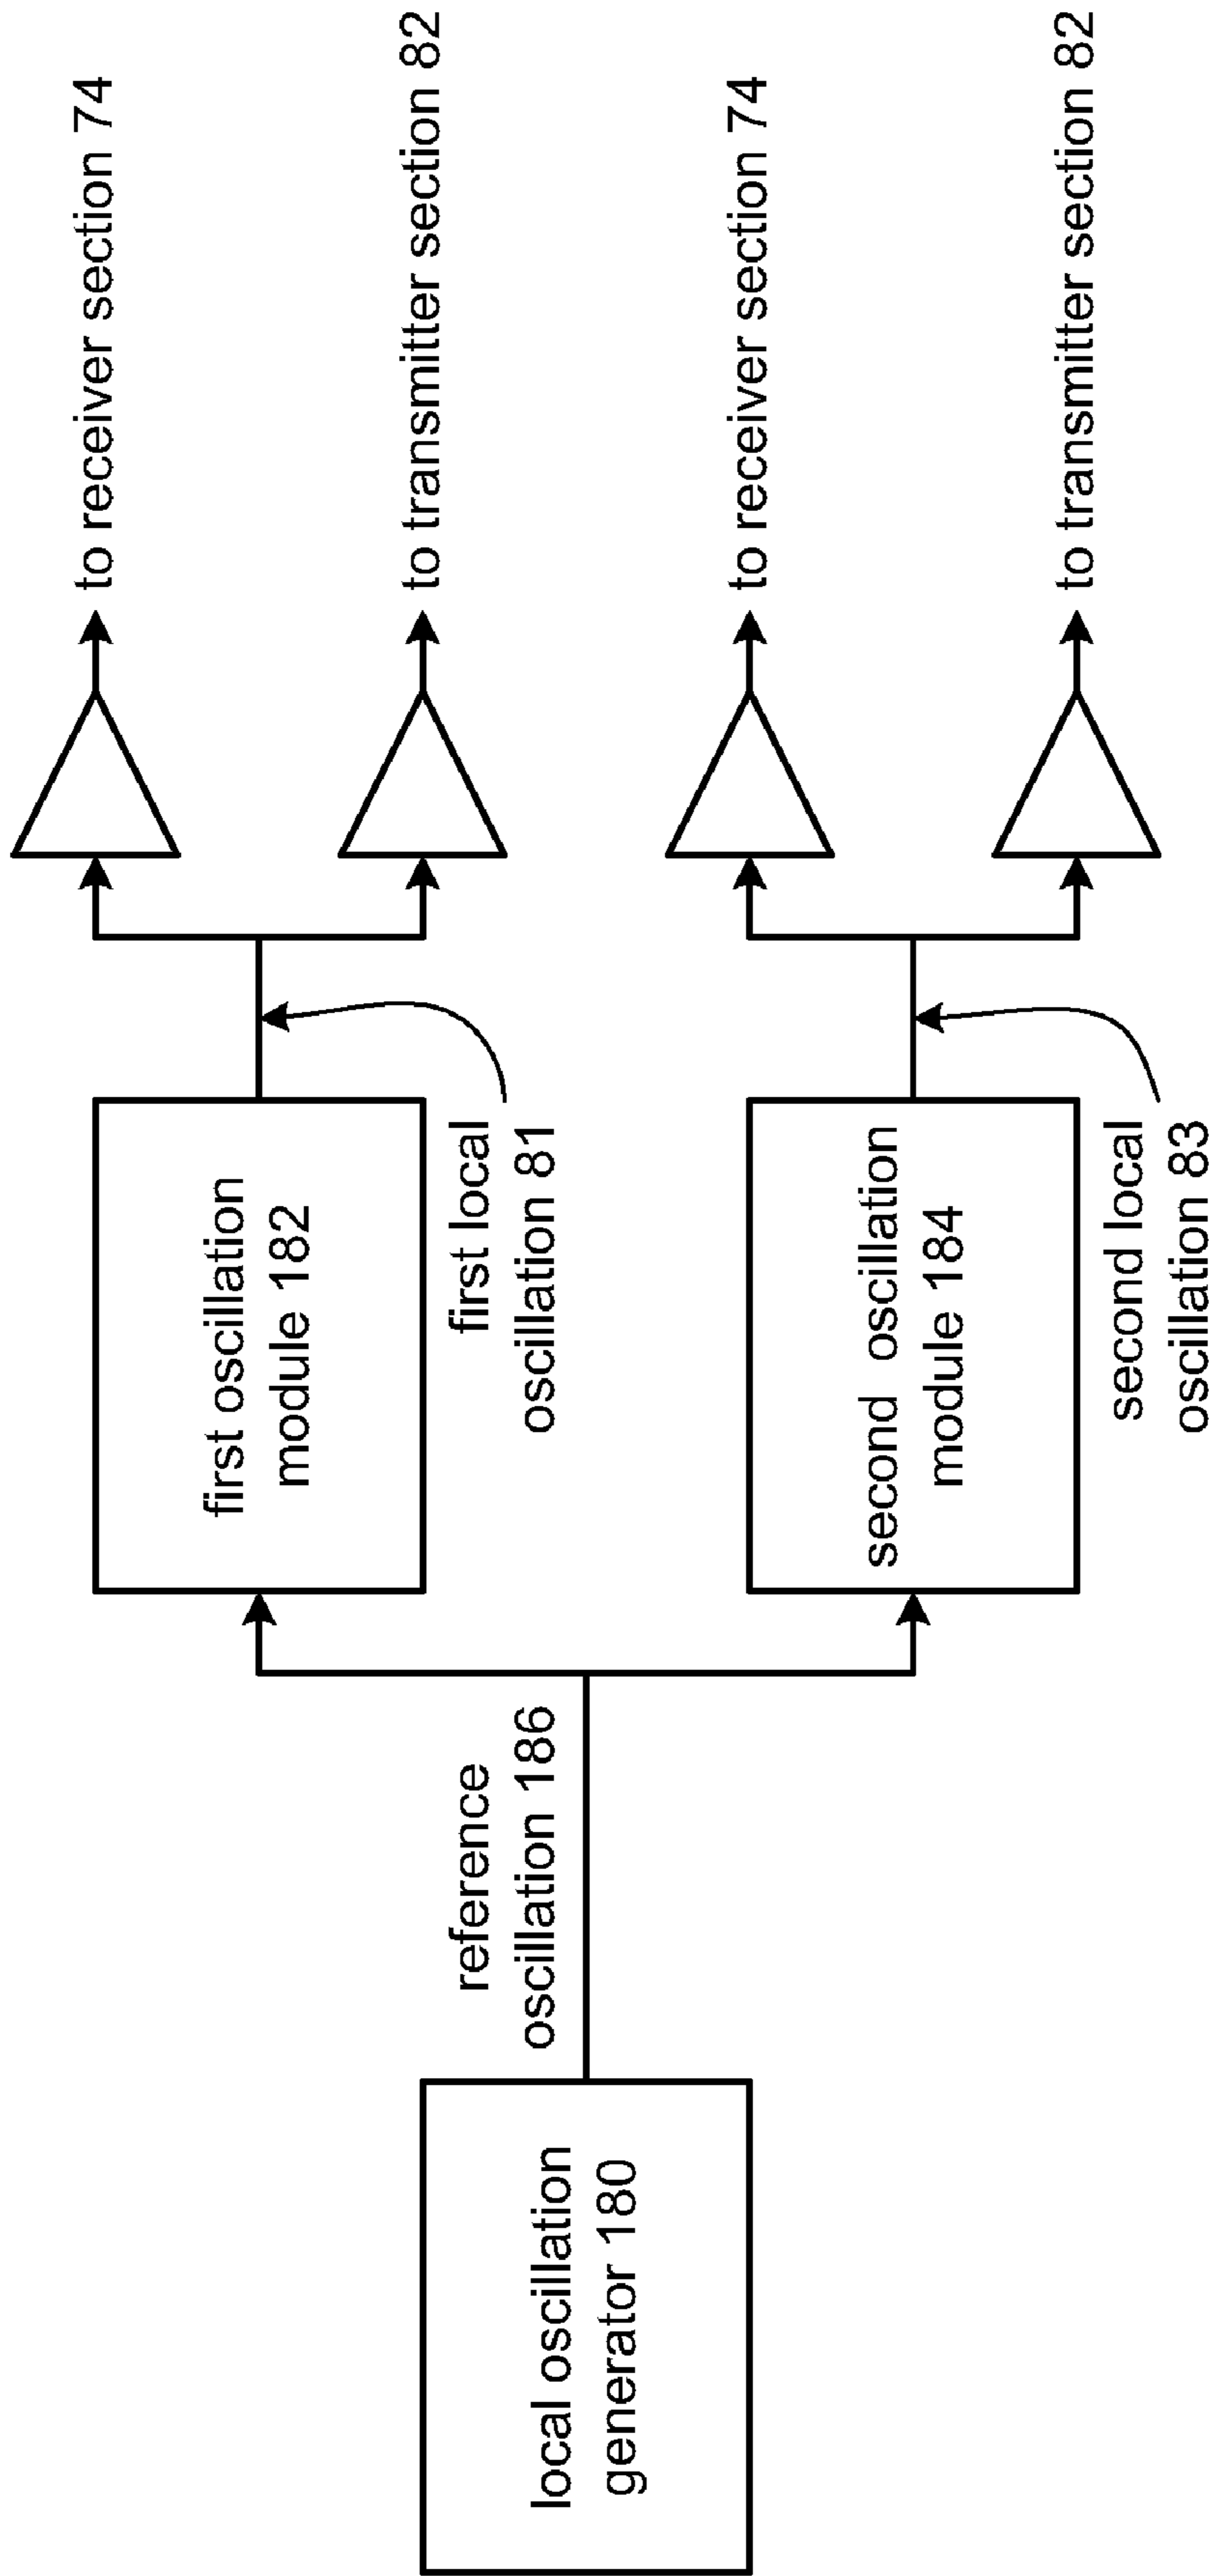 local oscillation
generator 180
reference
oscillation 186
first oscillation
module 182
first local
oscillation 81
to receiver section 74
to transmitter section 82
second oscillation
module 184
second local
oscillation 83
to receiver section 74
to transmitter section 82